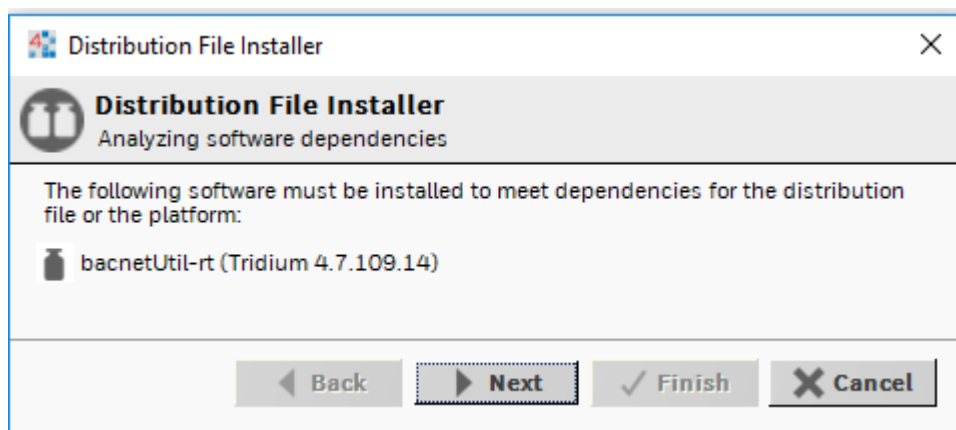 4 Distribution File Installer
Distribution File Installer
Analyzing software dependencies
The following software must be installed to meet dependencies for the distribution
file or the platform:
bacnetUtil-rt (Tridium 4.7.109.14)
Back Next Finish Cancel